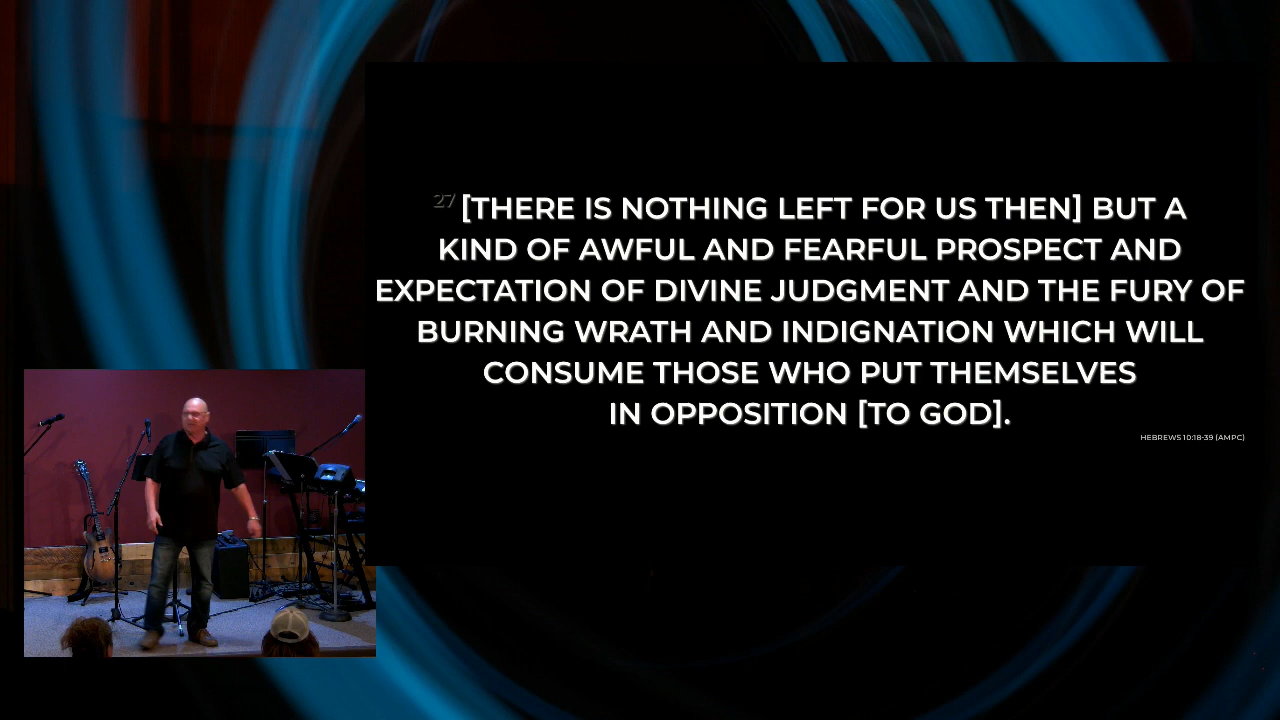 27 [THERE IS NOTHING LEFT FOR US THEN] BUT A
KIND OF AWFUL AND FEARFUL PROSPECT AND
EXPECTATION OF DIVINE JUDGMENT AND THE FURY OF
BURNING WRATH AND INDIGNATION WHICH WILL
CONSUME THOSE WHO PUT THEMSELVES
IN OPPOSITION [TO GOD].
HEBREWS 10:18-39 (AMPC)